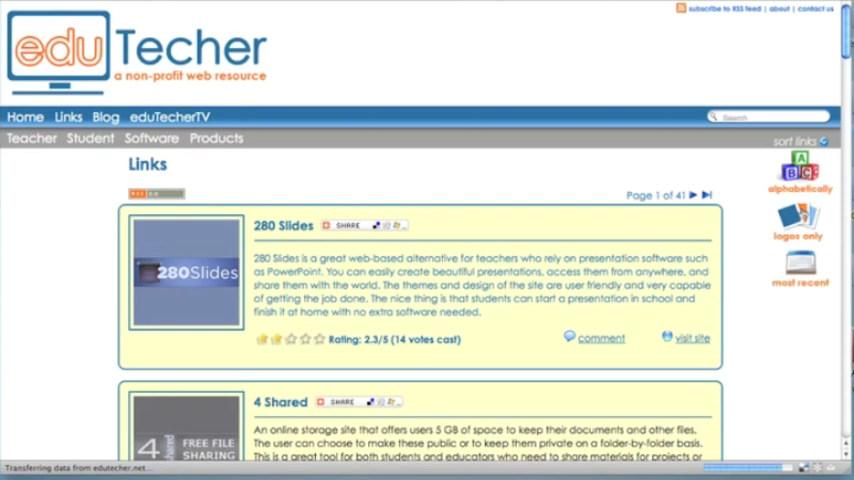 subscribe to RSS feed | about | contact us
edu Techer
a non-profit web resource
Home Links Blog eduTecherTV
Search
Teacher Student Software Products
sort links
Links
A
B C
alphabetically
Page 1 of 41
280 Slides SHARE
280Slides
280 Slides is a great web-based alternative for teachers who rely on presentation software such
as PowerPoint. You can easily create beautiful presentations, access them from anywhere, and
share them with the world. The themes and design of the site are user friendly and very capable
of getting the job done. The nice thing is that students can start a presentation in school and
finish it at home with no extra software needed.
logos only
most recent
Rating: 2.3/5 (14 votes cast)
comment
visit site
4 Shared SHARE
4 shared FREE FILE
SHARING
An online storage site that offers users 5 GB of space to keep their documents and other files.
The user can choose to make these public or to keep them private on a folder-by-folder basis.
This is a great tool for both students and educators who need to share materials for projects or
Transferring data from edutecher.net...